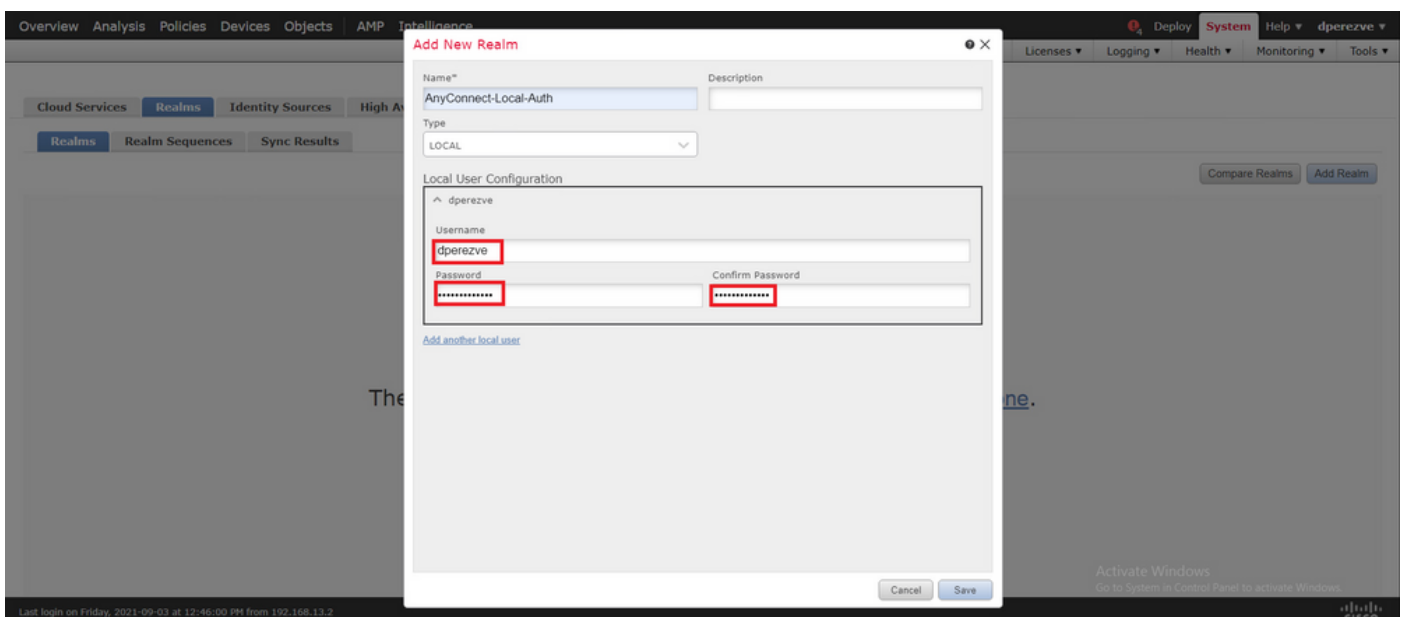 Overview Analysis Policies Devices Objects AMP Intelligence 4 Deploy System Help ▾ dperezve ▾
Add New Realm
Licenses ▾ Logging ▾ Health ▾ Monitoring ▾ Tools ▾
Name* Description
AnyConnect-Local-Auth
Cloud Services Realms Identity Sources High A
Type
LOCAL
Realms Realm Sequences Sync Results
Compare Realms Add Realm
Local User Configuration
dperezve
Username
dperezve
Password Confirm Password
••••••••••••• •••••••••••••
Add another local user
The
ne.
Cancel Save
Activate Windows
Go to System in Control Panel to activate Windows.
Last login on Friday, 2021-09-03 at 12:46:00 PM from 192.168.13.2
CISCO